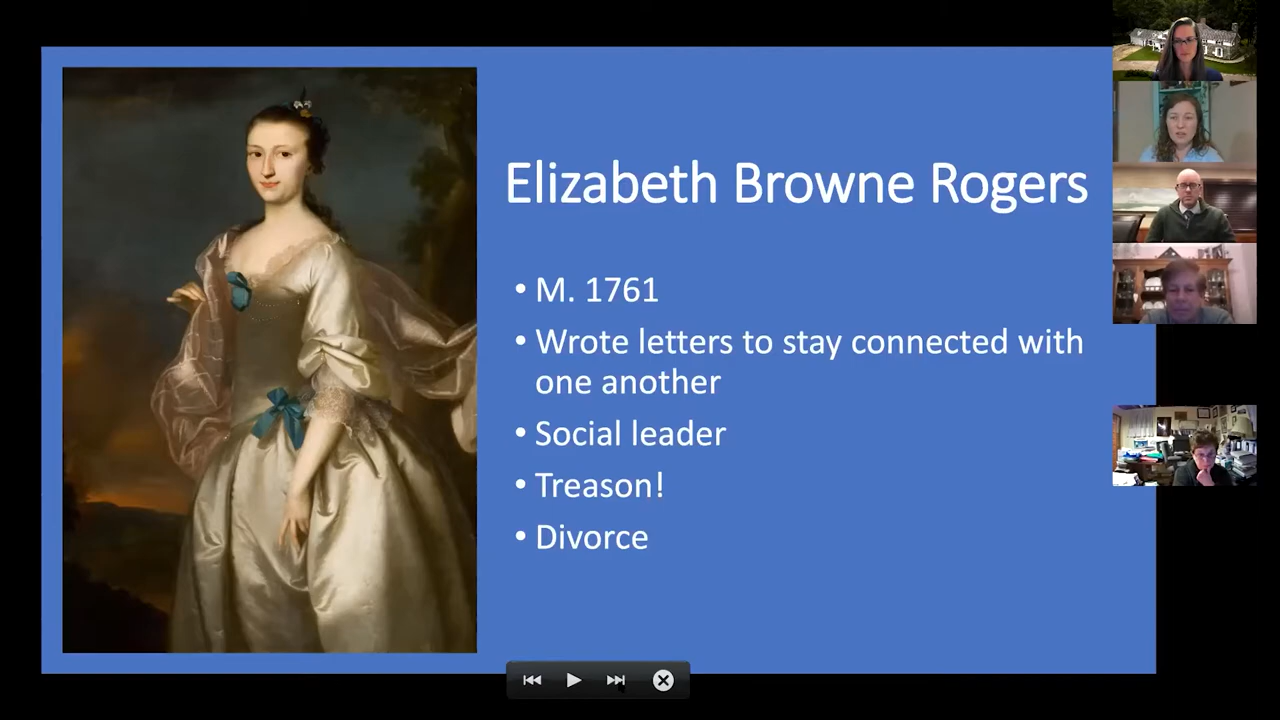 Elizabeth Browne Rogers
• M. 1761
• Wrote letters to stay connected with
one another
• Social leader
• Treason!
• Divorce